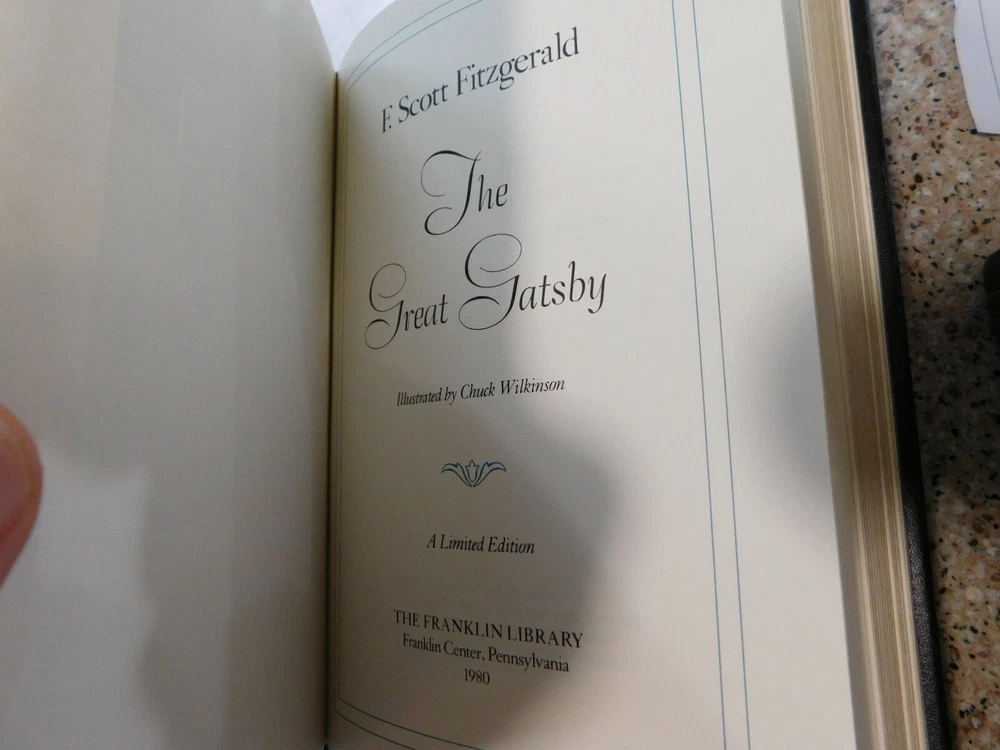 F. Scott Fitzgerald
The
Great Gatsby
Illustrated by Chuck Wilkinson
A Limited Edition
THE FRANKLIN LIBRARY
Franklin Center, Pennsylvania
1980